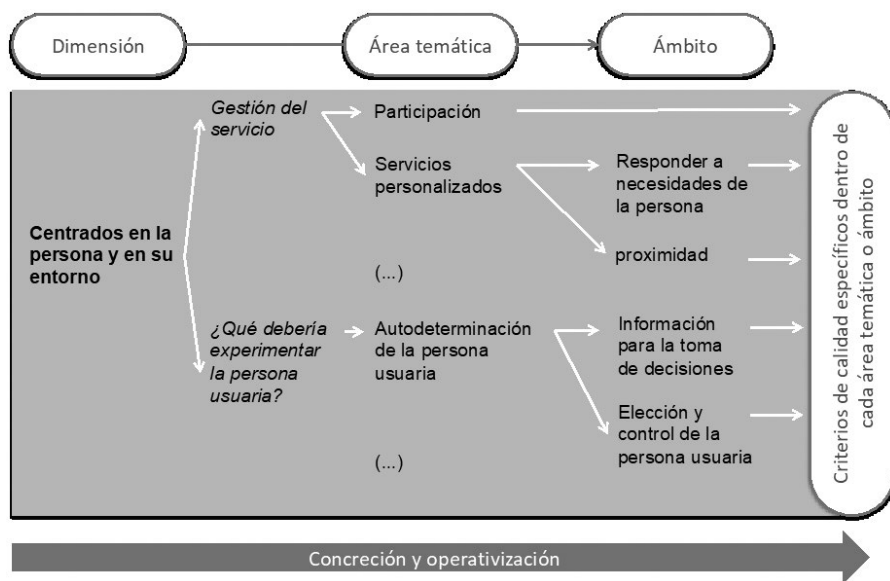 Dimensión
Área temática
Ámbito
Gestión del
servicio
Participación
Servicios
personalizados
Responder a
necesidades de
la persona
Centrados en la
persona y en su
entorno
proximidad
(...)
¿Qué debería
experimentar
la persona
usuaria?
Autodeterminación
de la persona
usuaria
Información
para la toma
de decisiones
Elección y
control de la
persona usuaria
(...)
Criterios de calidad específicos dentro de
cada área temática o ámbito
Concreción y operativización